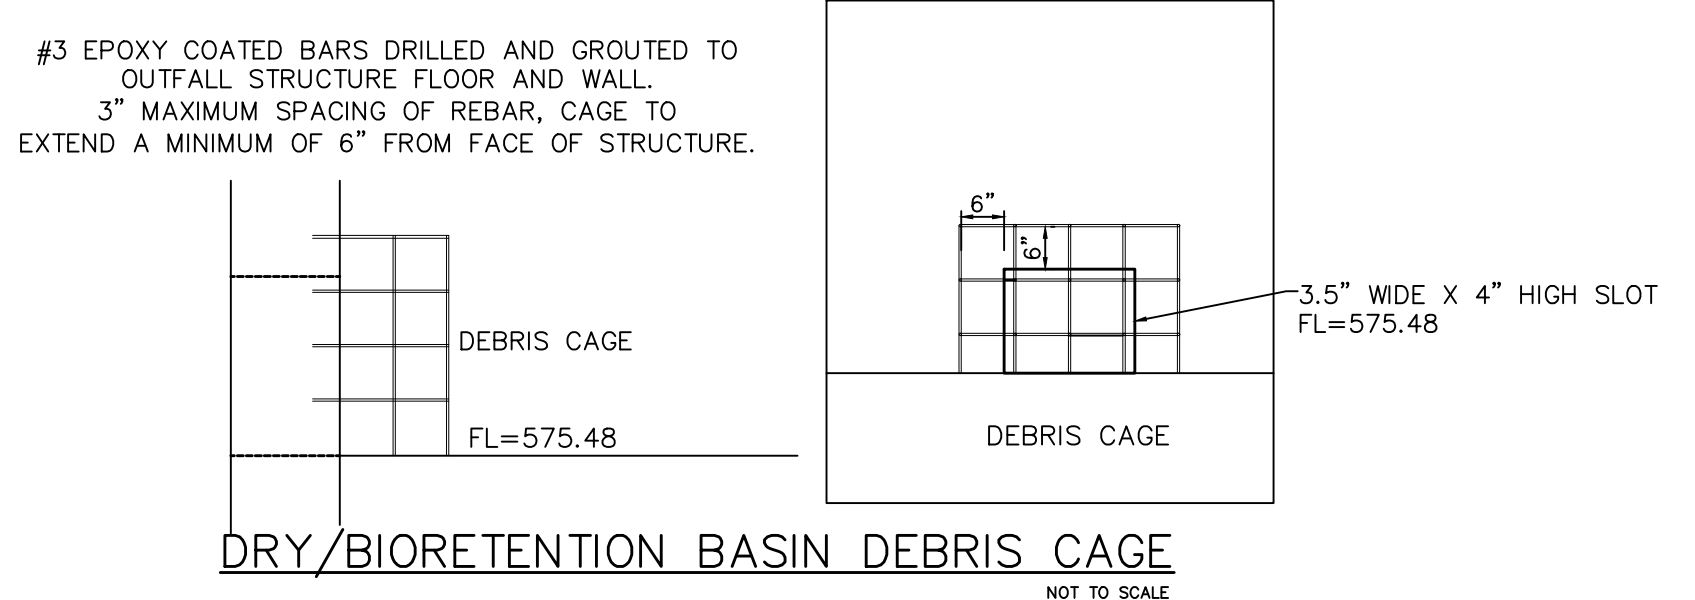 #3 EPOXY COATED BARS DRILLED AND GROUTED TO
OUTFALL STRUCTURE FLOOR AND WALL.
3” MAXIMUM SPACING OF REBAR, CAGE TO
EXTEND A MINIMUM OF 6” FROM FACE OF STRUCTURE.
DEBRIS CAGE
FL=575.48
6”
6”
3.5” WIDE X 4” HIGH SLOT
FL=575.48
DEBRIS CAGE
DRY/BIORETENTION BASIN DEBRIS CAGE
NOT TO SCALE